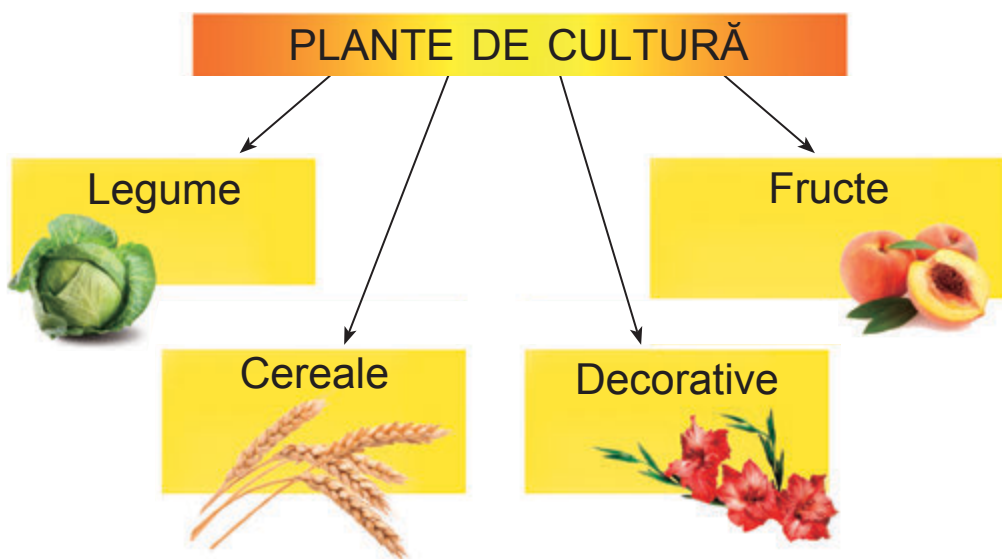 PLANTE DE CULTURĂ
Legume
Fructe
Cereale
Decorative